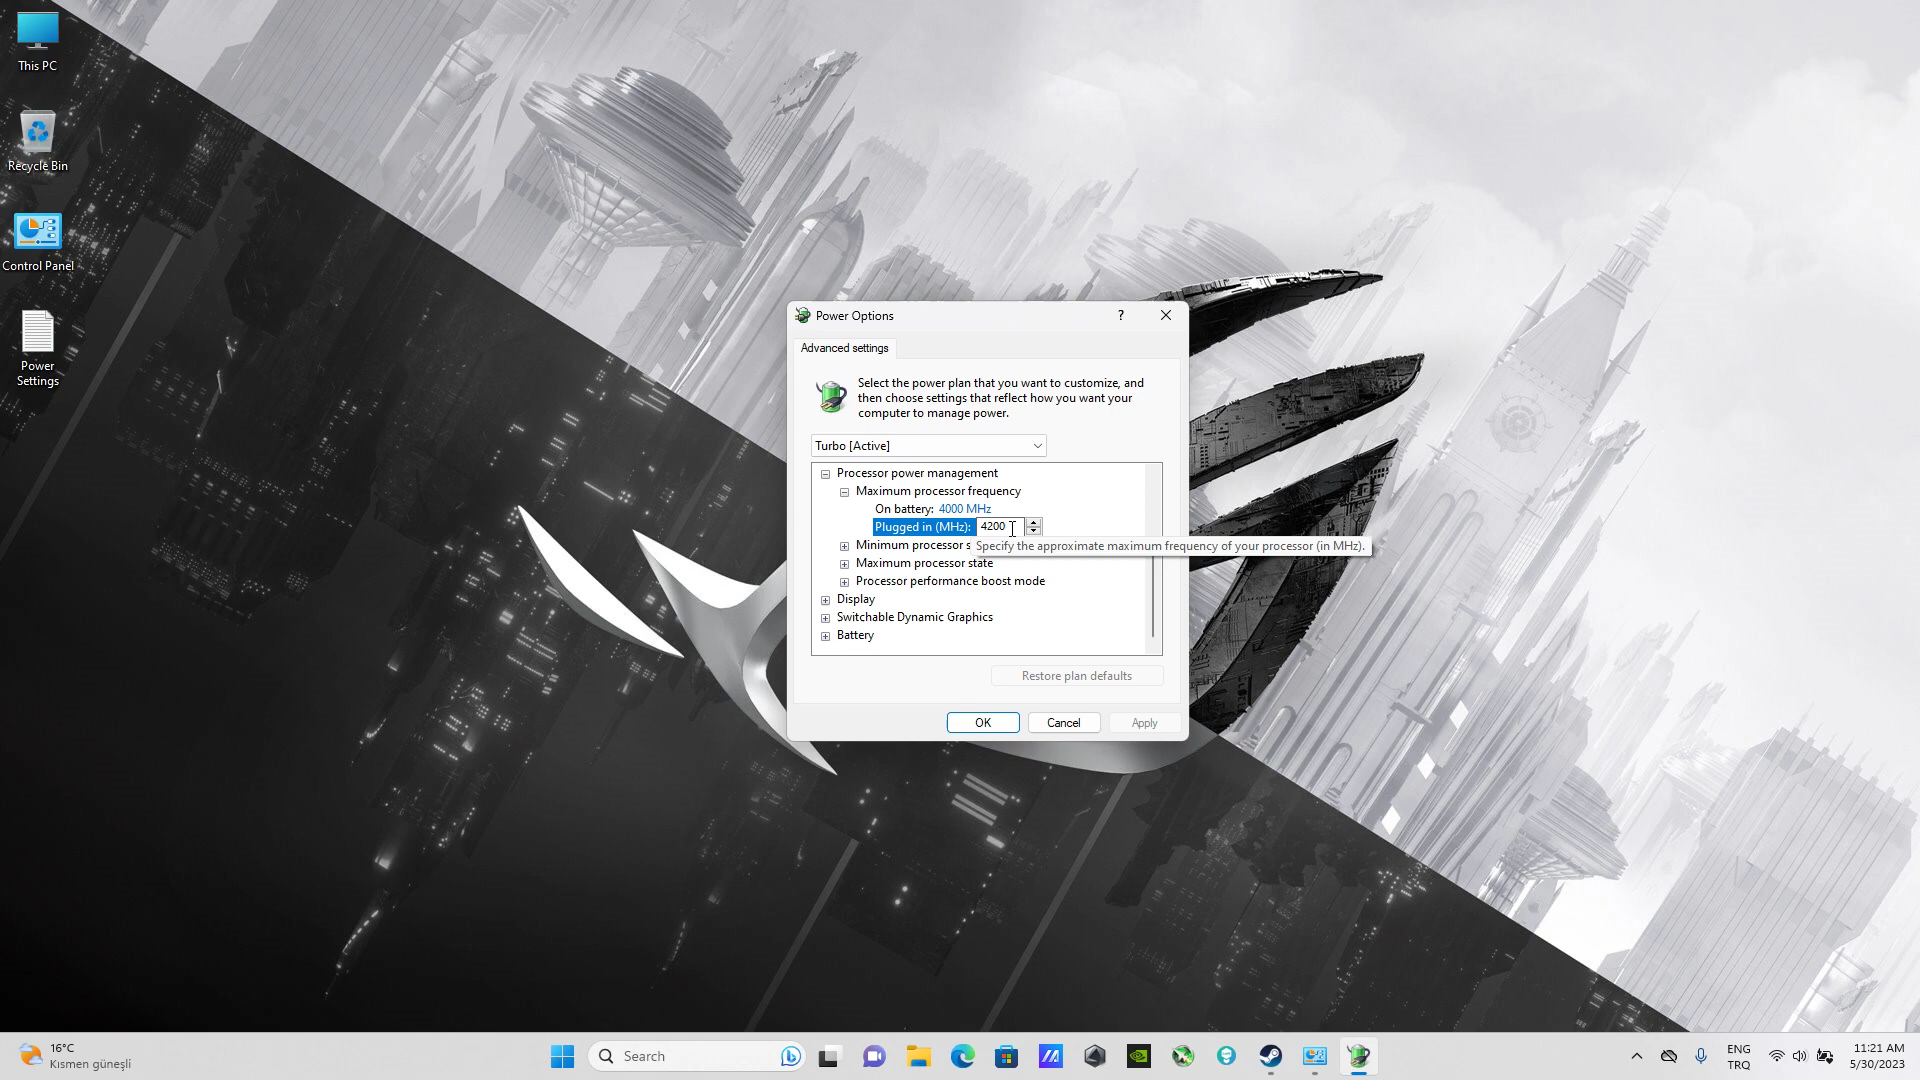 This PC
Recycle Bin
Control Panel
Power
Settings
Power Options
?
Advanced settings
Select the power plan that you want to customize, and
then choose settings that reflect how you want your
computer to manage power.
Turbo [Active]
Processor power management
Maximum processor frequency
On battery: 4000 MHz
Plugged in (MHz): 4200
Minimum processor s
Specify the approximate maximum frequency of your processor (in MHz).
Maximum processor state
Processor performance boost mode
Display
Switchable Dynamic Graphics
Battery
Restore plan defaults
OK
Cancel
Apply
16°C
Kısmen güneşli
Search
ENG
TRQ
11:21 AM
5/30/2023